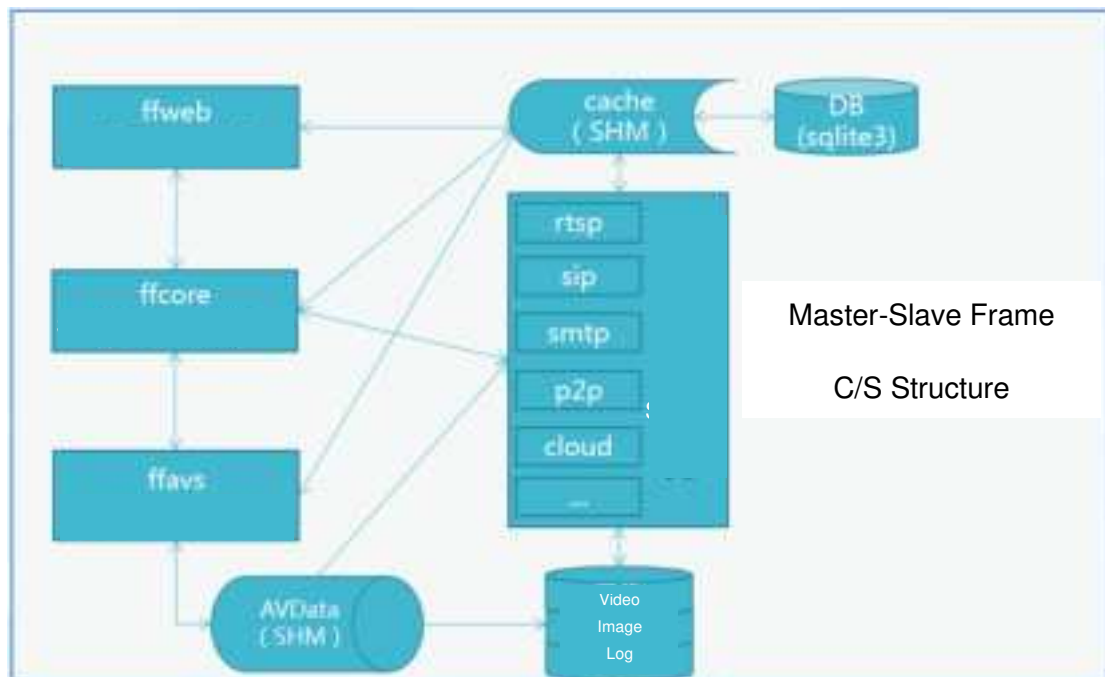 ffweb
cache
( SHM )
DB
(sqlite3)
rtsp
ffcore
sip
Master-Slave Frame
smtp
C/S Structure
p2p
ffavs
cloud
...
AVData
( SHM )
Video
Image
Log